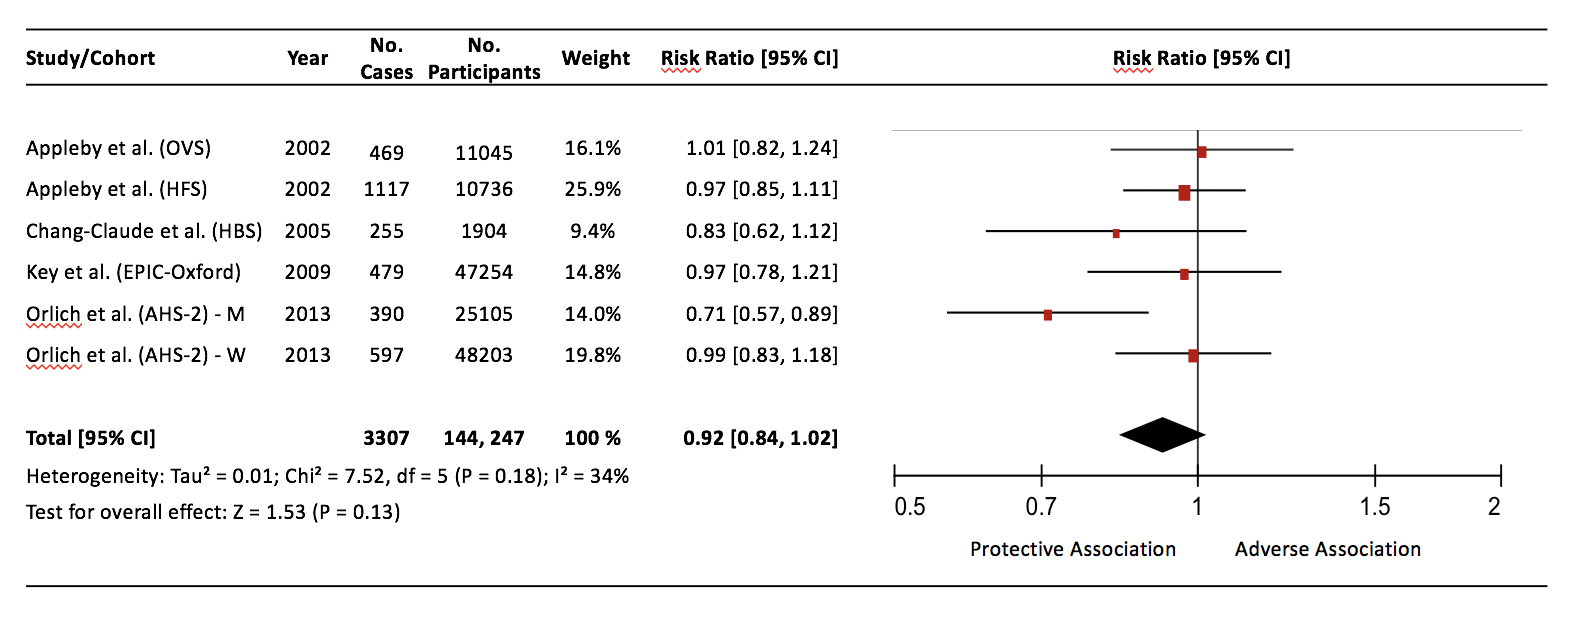 Study/Cohort Year No. Cases No. Participants Weight Risk Ratio [95% CI] Risk Ratio [95% CI]
Appleby et al. (OVS) 2002 469 11045 16.1% 1.01 [0.82, 1.24]
Appleby et al. (HFS) 2002 1117 10736 25.9% 0.97 [0.85, 1.11]
Chang-Claude et al. (HBS) 2005 255 1904 9.4% 0.83 [0.62, 1.12]
Key et al. (EPIC-Oxford) 2009 479 47254 14.8% 0.97 [0.78, 1.21]
Orlich et al. (AHS-2) - M 2013 390 25105 14.0% 0.71 [0.57, 0.89]
Orlich et al. (AHS-2) - W 2013 597 48203 19.8% 0.99 [0.83, 1.18]
Total [95% CI] 3307 144, 247 100 % 0.92 [0.84, 1.02]
Heterogeneity: Tau² = 0.01; Chi² = 7.52, df = 5 (P = 0.18); I² = 34%
Test for overall effect: Z = 1.53 (P = 0.13)
0.5 0.7 1 1.5 2
Protective Association Adverse Association